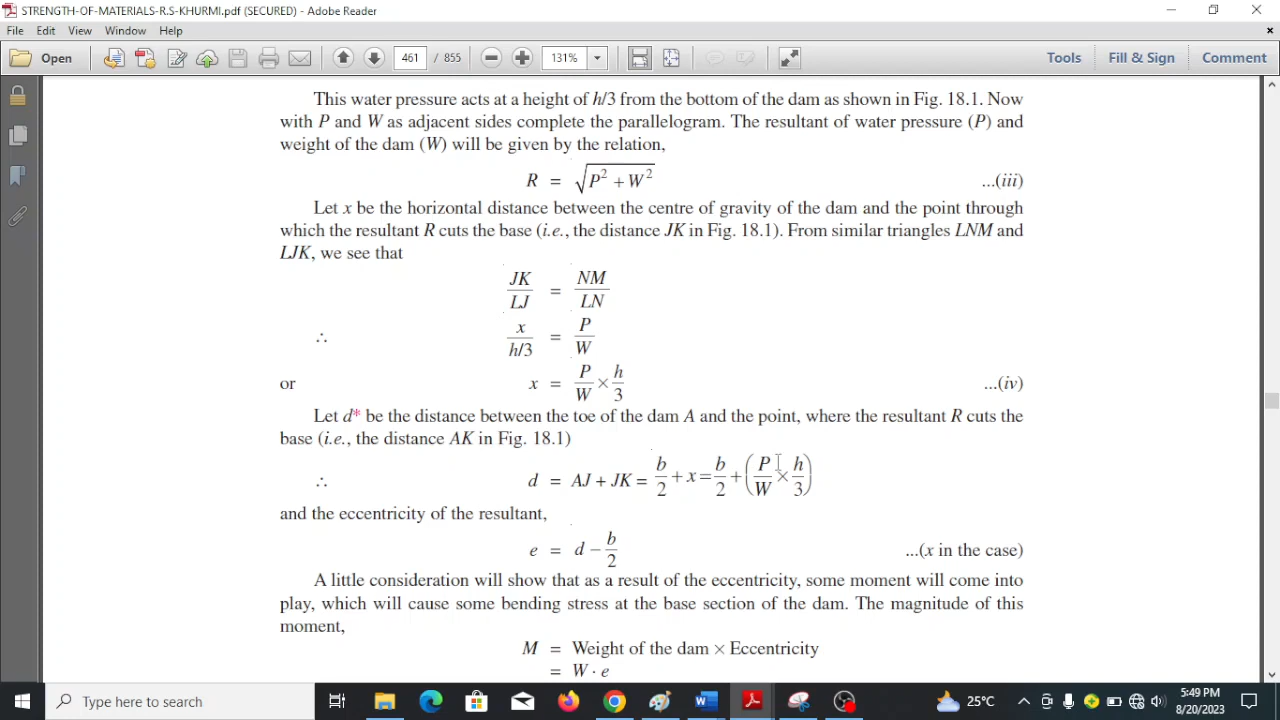 STRENGTH-OF-MATERIALS-R.S-KHURMI.pdf (SECURED) - Adobe Reader
File Edit View Window Help
Open 461 / 855 131% Tools Fill & Sign Comment
This water pressure acts at a height of h/3 from the bottom of the dam as shown in Fig. 18.1. Now
with P and W as adjacent sides complete the parallelogram. The resultant of water pressure (P) and
weight of the dam (W) will be given by the relation,
R = √P² + W² ...(iii)
Let x be the horizontal distance between the centre of gravity of the dam and the point through
which the resultant R cuts the base (i.e., the distance JK in Fig. 18.1). From similar triangles LNM and
LJK, we see that
JK/LJ = NM/LN
∴ x/h/3 = P/W
or x = P/W × h/3 ...(iv)
Let d* be the distance between the toe of the dam A and the point, where the resultant R cuts the
base (i.e., the distance AK in Fig. 18.1)
∴ d = AJ + JK = b/2 + x = b/2 + (P/W × h/3)
and the eccentricity of the resultant,
e = d − b/2 ...(x in the case)
A little consideration will show that as a result of the eccentricity, some moment will come into
play, which will cause some bending stress at the base section of the dam. The magnitude of this
moment,
M = Weight of the dam × Eccentricity
= W · e
Type here to search 25°C 5:49 PM
8/20/2023